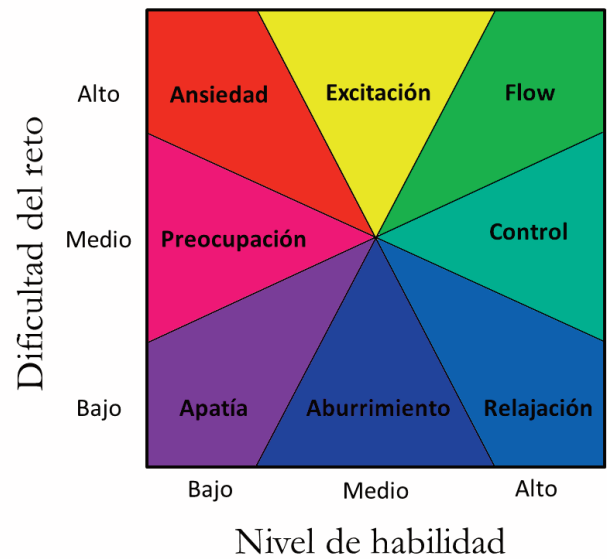 Dificultad del reto
Alto
Ansiedad
Excitación
Flow
Medio
Preocupación
Control
Bajo
Apatía
Aburrimiento
Relajación
Bajo
Medio
Alto
Nivel de habilidad